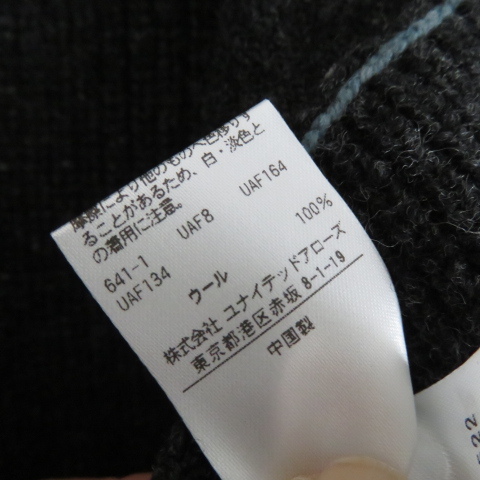 摩擦により他のものへ色移りす
ることがあるため、白・淡色と
の着用に注意。
641-1 UAF8 UAF164
UAF134
ウール 100%
株式会社 ユナイテッドアローズ
東京都港区赤坂 8-1-19
中国製